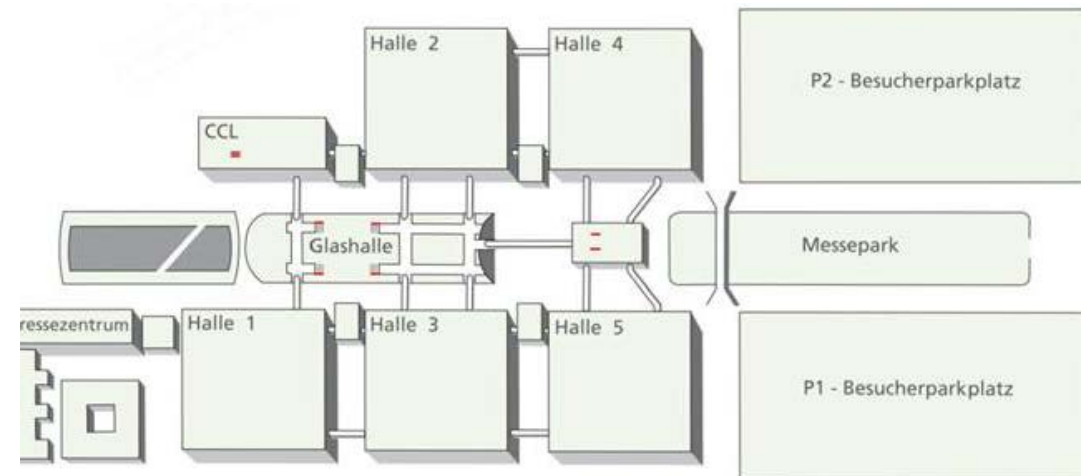 Halle 2
Halle 4
P2 - Besucherparkplatz
CCL
Glashalle
Messepark
ressezentrum
Halle 1
Halle 3
Halle 5
P1 - Besucherparkplatz